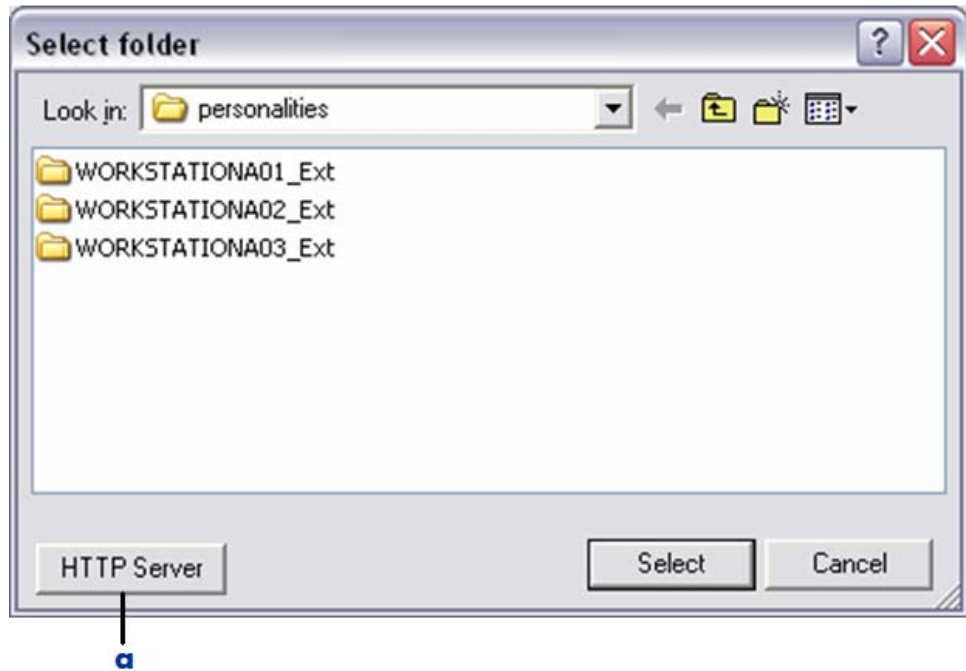 Select folder
Look in: personalities
WORKSTATIONA01_Ext
WORKSTATIONA02_Ext
WORKSTATIONA03_Ext
HTTP Server
Select
Cancel
a